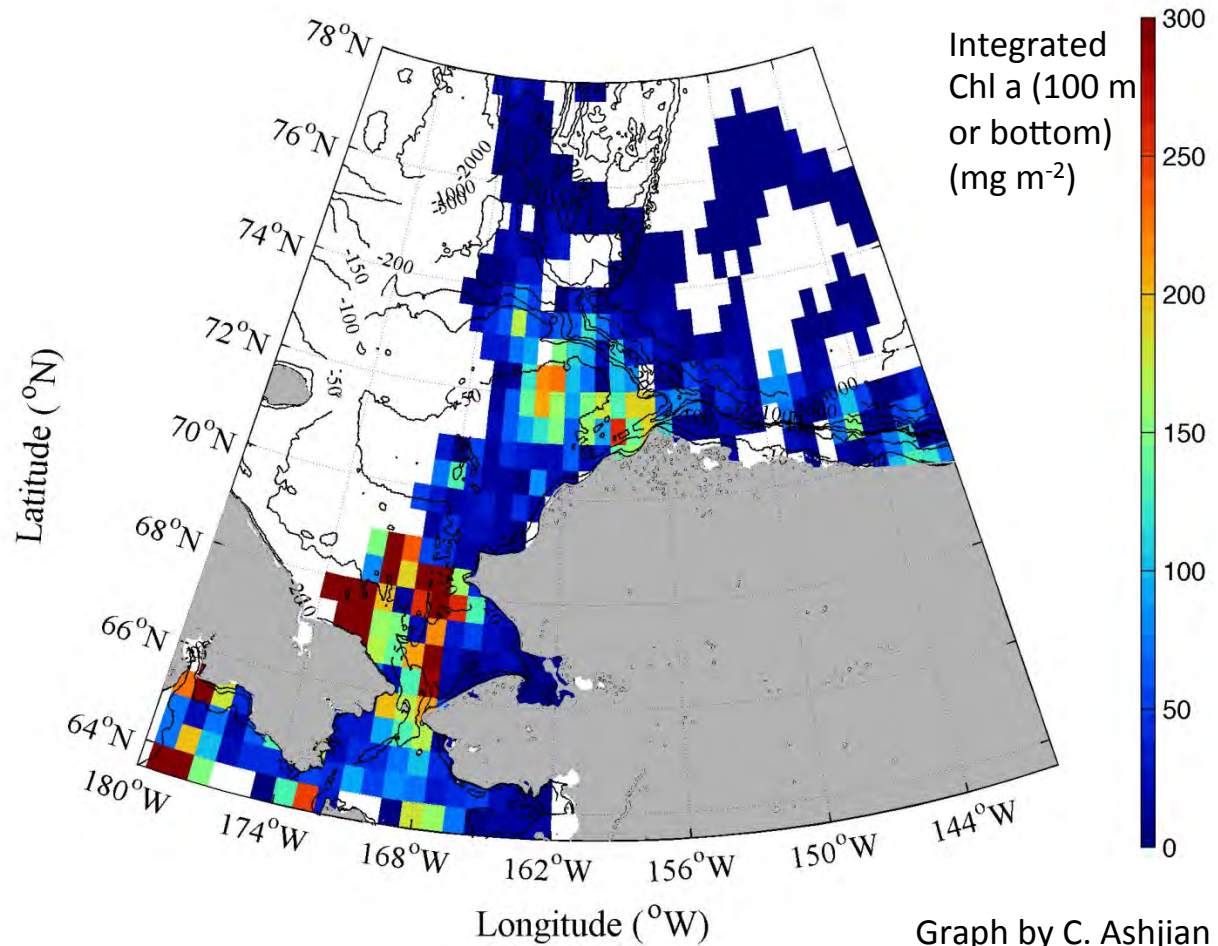 Integrated
Chl a (100 m
or bottom)
(mg m-2)
300
250
200
150
100
50
0
78°N
76°N
74°N
72°N
70°N
68°N
66°N
64°N
Latitude (°N)
-2000
-1000
-500
-200
-150
-100
-50
-50
180°W
174°W
168°W
162°W
156°W
150°W
144°W
Longitude (°W)
Graph by C. Ashjian